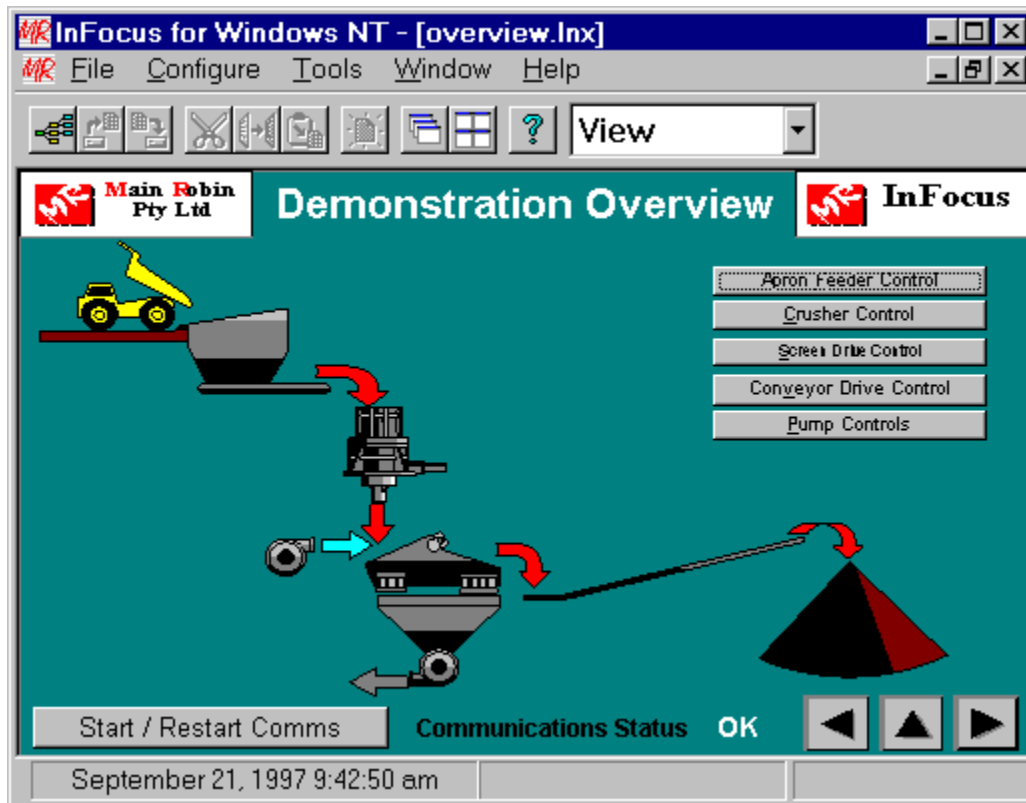 InFocus for Windows NT - [overview.lnx]
File Configure Tools Window Help
View
Main Robin
Pty Ltd
Demonstration Overview
InFocus
Apron Feeder Control
Crusher Control
Screen Drive Control
Conveyor Drive Control
Pump Controls
Start / Restart Comms
Communications Status OK
September 21, 1997 9:42:50 am